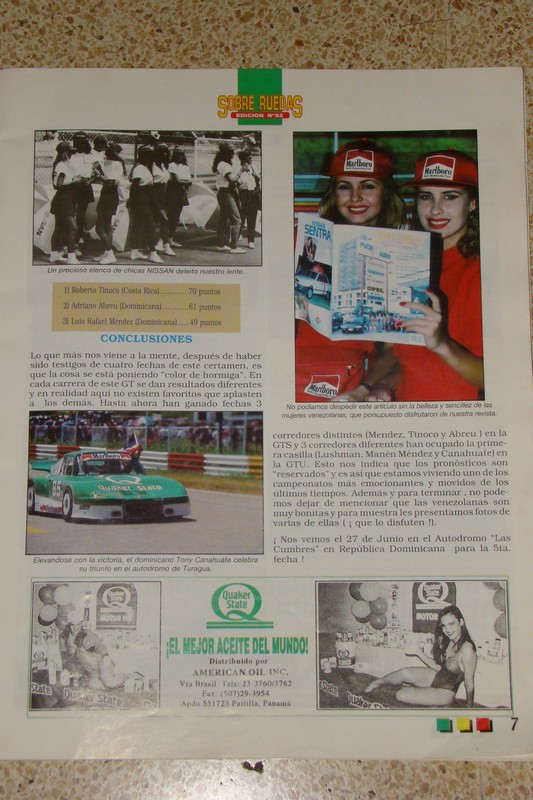 SOBRE RUEDAS
EDICION N°52
Un precioso elenco de chicas NISSAN deleito nuestro lente.
1) Roberto Tinoco (Costa Rica)..............70 puntos
2) Adriano Abreu (Dominicana).............61 puntos
3) Luis Rafael Méndez (Dominicana)......49 puntos
CONCLUSIONES
Lo que más nos viene a la mente, después de haber
sido testigos de cuatro fechas de este certamen, es
que la cosa se está poniendo "color de hormiga". En
cada carrera de este GT se dan resultados diferentes
y en realidad aquí no existen favoritos que aplasten
a los demás. Hasta ahora han ganado fechas 3
Quaker State
Elevandose con la victoria, el dominicano Tony Canahuate celebra
su triunfo en el autodromo de Turagua.
Marlboro
Marlboro
SENTRA
Marlboro
No podiamos despedir este articulo sin la belleza y sencillez de las
mujeres venezolanas, que porsupuesto disfrutaron de nuestra revista.
corredores distintos (Mendez, Tinoco y Abreu ) en la
GTS y 3 corredores diferentes han ocupado la prime-
ra casilla (Lushman, Manén Méndez y Canahuate) en
la GTU. Esto nos indica que los pronósticos son
"reservados" y es asi que estamos viviendo uno de los
campeonatos más emocionantes y movidos de los
últimos tiempos. Además y para terminar , no pode-
mos dejar de mencionar que las venezolanas son
muy bonitas y para muestra les presentamos fotos de
varias de ellas ( ¡ que lo disfuten !).
¡ Nos vemos el 27 de Junio en el Autodromo "Las
Cumbres" en República Dominicana para la 5ta.
fecha !
Quaker
State
¡EL MEJOR ACEITE DEL MUNDO!
Distribuido por
AMERICAN OIL INC.
Vía Brasil Tels: 23-3760/3762
Fax: (507)29-3954
Apdo 551723 Paitilla, Panamá
Quaker State
7